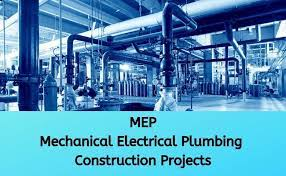 MEP
Mechanical Electrical Plumbing
Construction Projects